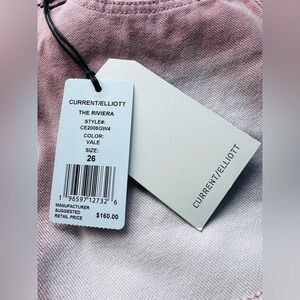 CURRENT/ELLIOTT
THE RIVIERA
STYLE#:
CE2006GW4
COLOR:
VALE
SIZE:
26
1 96597 12732 6
MANUFACTURER
SUGGESTED
RETAIL PRICE $160.00
CURRENT/ELLIOTT